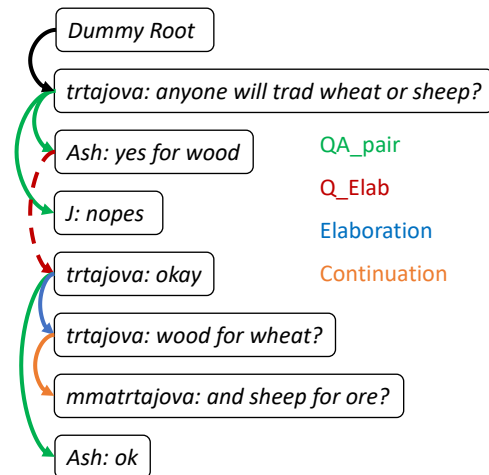 Dummy Root
trtajova: anyone will trad wheat or sheep?
Ash: yes for wood
J: nopes
trtajova: okay
trtajova: wood for wheat?
mmatrtajova: and sheep for ore?
Ash: ok
QA_pair
Q_Elab
Elaboration
Continuation